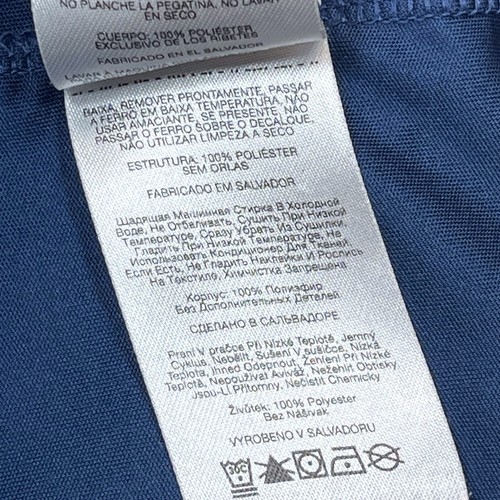 NO PLANCHE LA PEGATINA, NO LAVAR
EN SECO
CUERPO: 100% POLIÉSTER
EXCLUSIVO DE LOS RIBETES
FABRICADO EN EL SALVADOR
LAVAR A
BAIXA, REMOVER PRONTAMENTE, PASSAR
A FERRO EM BAIXA TEMPERATURA, NÃO
USAR AMACIANTE, SE PRESENTE, NÃO
PASSAR O FERRO SOBRE O DECALQUE,
NÃO UTILIZAR LIMPEZA A SECO
ESTRUTURA: 100% POLIÉSTER
SEM ORLAS
FABRICADO EM SALVADOR
Щадящая Машинная Стирка В Холодной
Воде, Не Отбеливать, Сушить При Низкой
Температуре, Сразу Убрать Из Сушилки,
Гладить При Низкой Температуре, Не
Использовать Кондиционер Для Тканей,
Если Есть, Не Гладить Наклейки И Роспись
На Текстиле, Химчистка Запрещена
Корпус: 100% Полиэфир
Без Дополнительных Деталей
СДЕЛАНО В САЛЬВАДОРЕ
Praní V pračce Při Nízké Teplotě, Jemný
Cyklus, Nebělit, Sušení V sušičce, Nízká
Teplota, Ihned Odepnout, Žehlení Při Nízké
Teplotě, Nepoužívat Aviváž, Nežehlit Obtisky
Jsou-Li Přítomny, Nečistit Chemicky
Živůtek: 100% Polyester
Bez Nášivak
VYROBENO V SALVADORU
30C